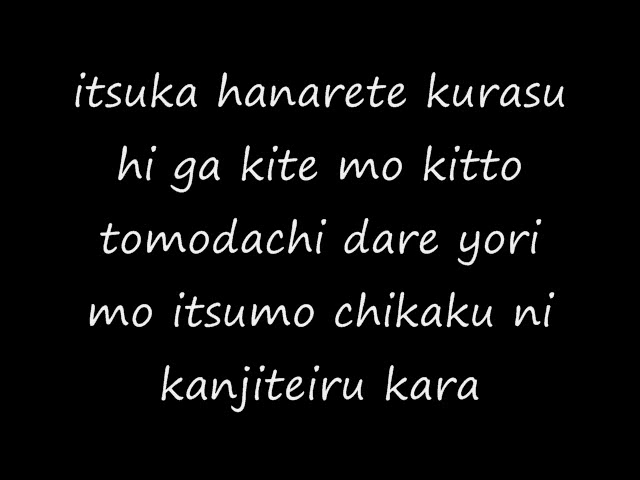 itsuka hanarete kurasu
hi ga kite mo kitto
tomodachi dare yori
mo itsumo chikaku ni
kanjiteiru kara